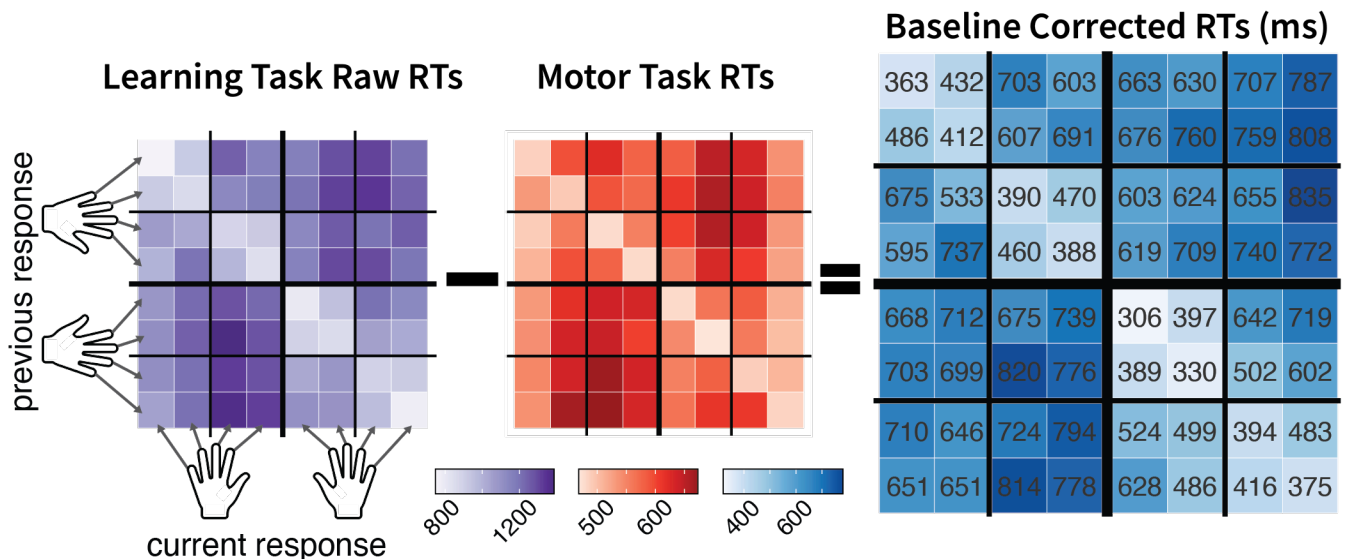 Baseline Corrected RTs (ms)
Learning Task Raw RTs
Motor Task RTs
363 432 703 603 663 630 707 787
486 412 607 691 676 760 759 808
675 533 390 470 603 624 655 835
595 737 460 388 619 709 740 772
668 712 675 739 306 397 642 719
703 699 820 776 389 330 502 602
710 646 724 794 524 499 394 483
651 651 814 778 628 486 416 375
previous response
current response
800 1200
500 600
400 600